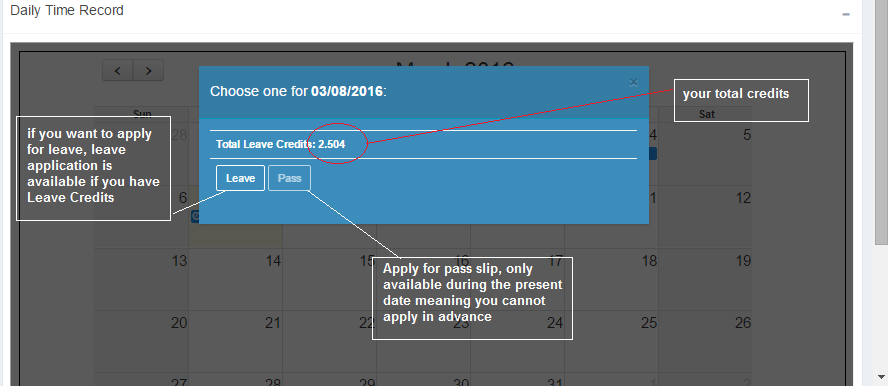 Daily Time Record
Choose one for 03/08/2016:
×
your total credits
Sun
Sat
if you want to apply
for leave, leave
application is
available if you have
Leave Credits
28
Total Leave Credits: 2.504
4
5
Leave
Pass
6
1
12
Apply for pass slip, only
available during the present
date meaning you cannot
apply in advance
13
14
15
18
19
20
21
22
23
24
25
26
27
28
29
30
31
1
2